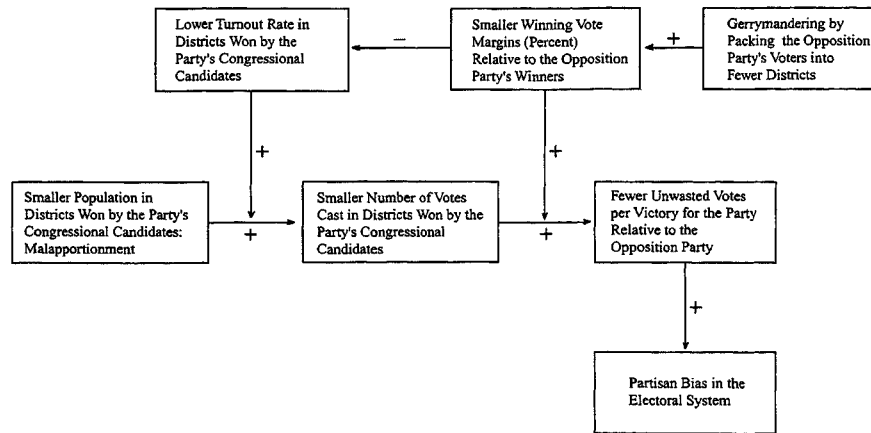 Lower Turnout Rate in
Districts Won by the
Party's Congressional
Candidates
−
Smaller Winning Vote
Margins (Percent)
Relative to the Opposition
Party's Winners
+
Gerrymandering by
Packing the Opposition
Party's Voters into
Fewer Districts
+
+
Smaller Population in
Districts Won by the Party's
Congressional Candidates:
Malapportionment
+
Smaller Number of Votes
Cast in Districts Won by the
Party's Congressional
Candidates
+
Fewer Unwasted Votes
per Victory for the Party
Relative to the
Opposition Party
+
Partisan Bias in the
Electoral System